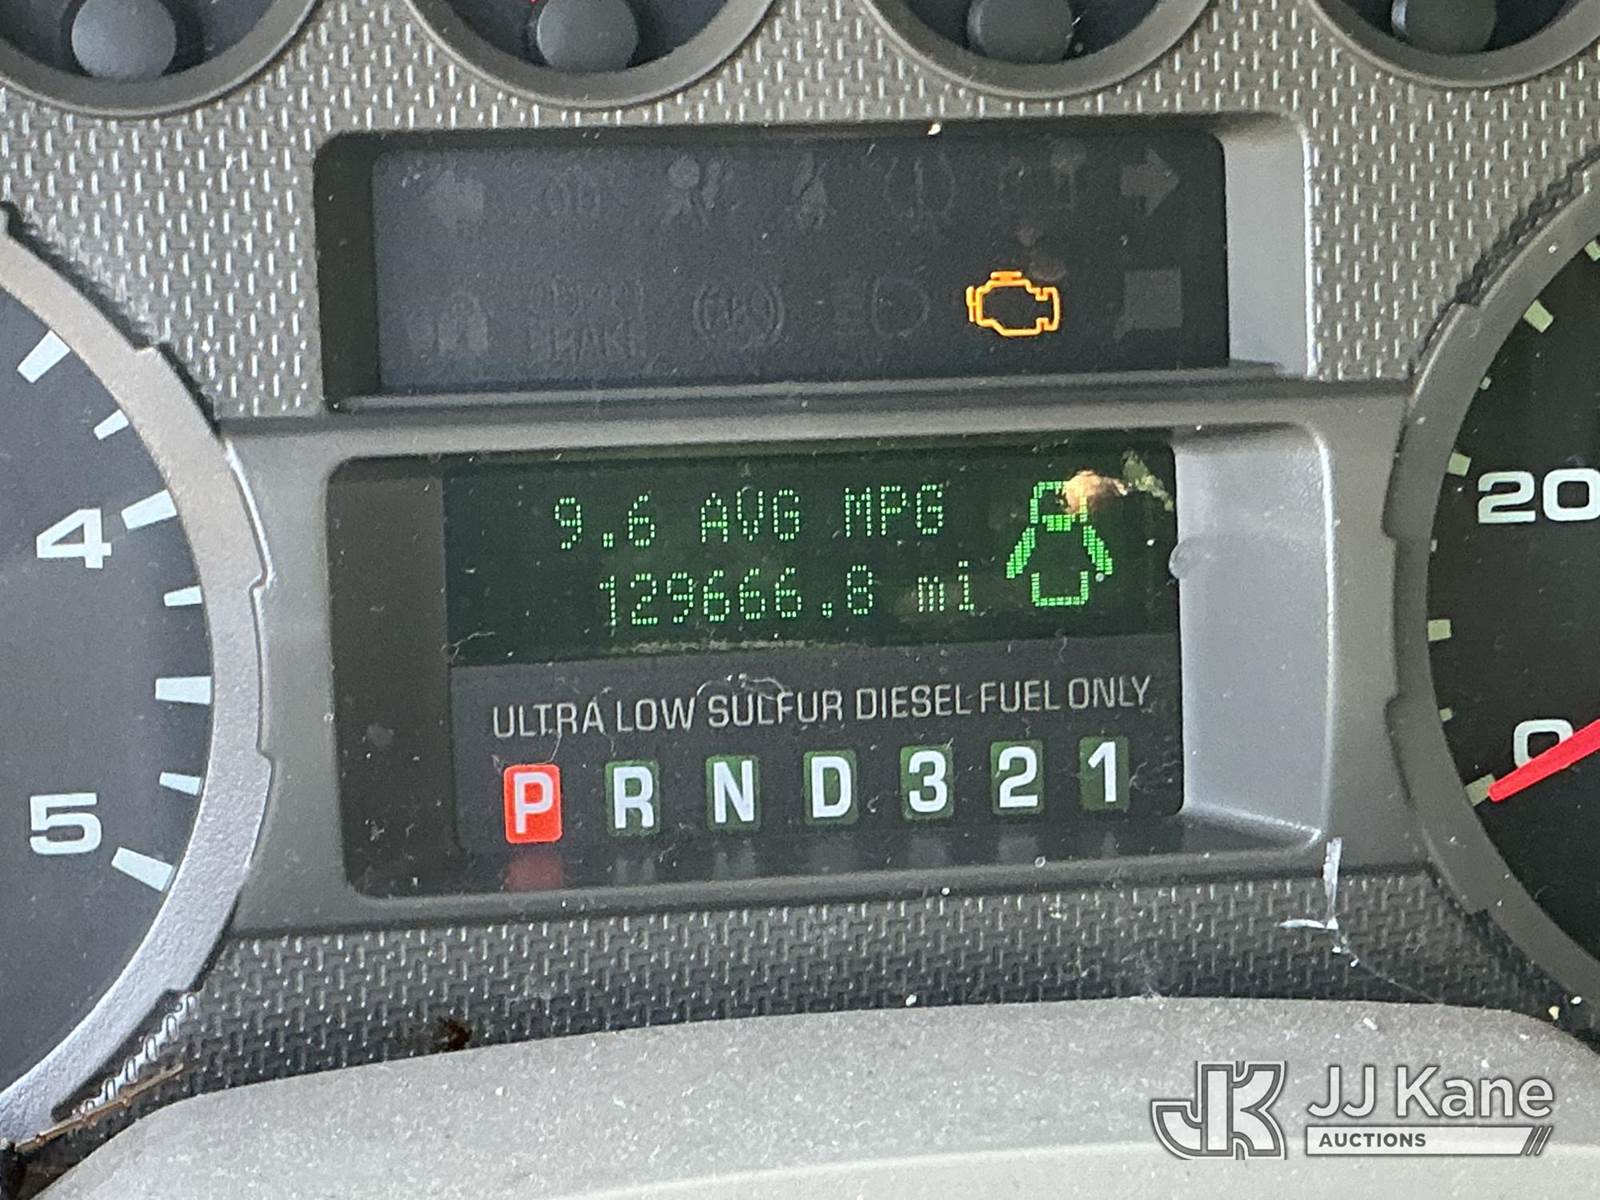 9.6 AVG MPG
129666.8 mi
ULTRA LOW SULFUR DIESEL FUEL ONLY
P R N D 3 2 1
4
5
20
0
BRAKE
JJ Kane
AUCTIONS